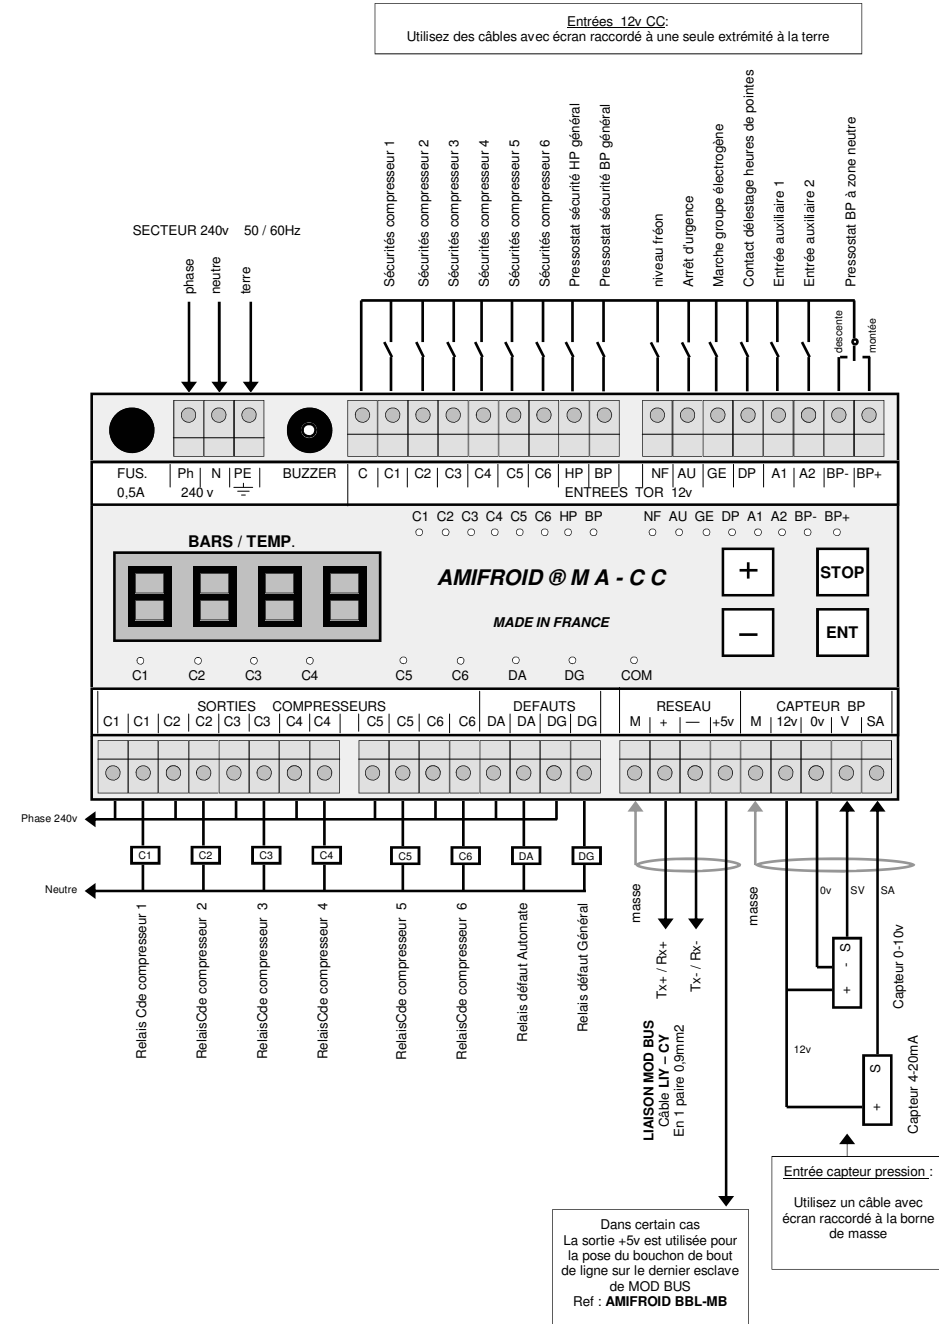 Entrées 12v CC:
Utilisez des câbles avec écran raccordé à une seule extrémité à la terre
Sécurités compresseur 1
Sécurités compresseur 2
Sécurités compresseur 3
Sécurités compresseur 4
Sécurités compresseur 5
Sécurités compresseur 6
Pressostat sécurité HP général
Pressostat sécurité BP général
niveau fréon
Arrêt d'urgence
Marche groupe électrogène
Contact délestage heures de pointes
Entrée auxiliaire 1
Entrée auxiliaire 2
Pressostat BP à zone neutre
SECTEUR 240v 50 / 60Hz
phase
neutre
terre
descente
montée
FUS. Ph N PE BUZZER C C1 C2 C3 C4 C5 C6 HP BP NF AU GE DP A1 A2 BP- BP+
0,5A 240 v ENTREES TOR 12v
C1 C2 C3 C4 C5 C6 HP BP NF AU GE DP A1 A2 BP- BP+
BARS / TEMP.
8888
AMIFROID ® M A - C C
+ STOP
MADE IN FRANCE
— ENT
C1 C2 C3 C4 C5 C6 DA DG COM
SORTIES COMPRESSEURS DEFAUTS RESEAU CAPTEUR BP
C1 C1 C2 C2 C3 C3 C4 C4 C5 C5 C6 C6 DA DA DG DG M + — +5v M 12v 0v V SA
Phase 240v
C1 C2 C3 C4 C5 C6 DA DG
Neutre
Relais Cde compresseur 1
RelaisCde compresseur 2
RelaisCde compresseur 3
RelaisCde compresseur 4
RelaisCde compresseur 5
RelaisCde compresseur 6
Relais défaut Automate
Relais défaut Général
masse
Tx+ / Rx+
Tx- / Rx-
masse
0v SV SA
S - +
Capteur 0-10v
12v
S +
Capteur 4-20mA
LIAISON MOD BUS
Câble LIY – CY
En 1 paire 0,9mm2
Entrée capteur pression :
Utilisez un câble avec
écran raccordé à la borne
de masse
Dans certain cas
La sortie +5v est utilisée pour
la pose du bouchon de bout
de ligne sur le dernier esclave
de MOD BUS
Ref : AMIFROID BBL-MB